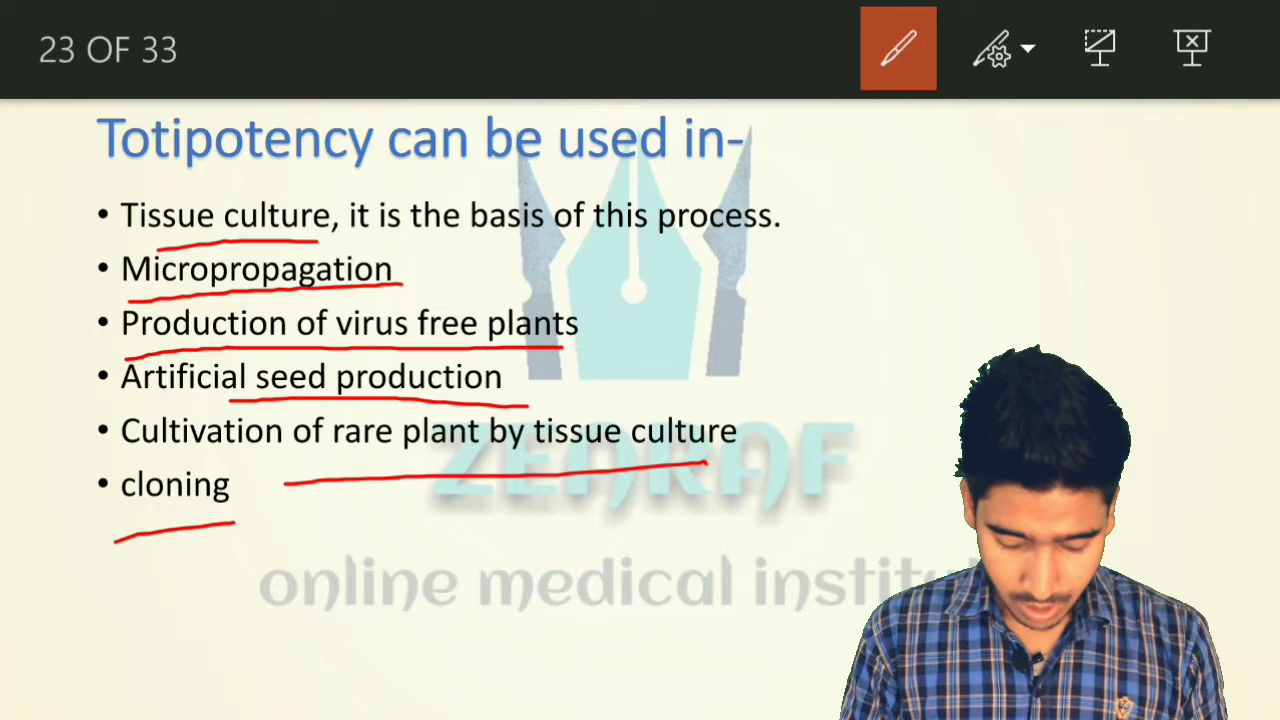 23 OF 33
Totipotency can be used in-
• Tissue culture, it is the basis of this process.
• Micropropagation
• Production of virus free plants
• Artificial seed production
• Cultivation of rare plant by tissue culture
• cloning
ZENRAF
online medical institu